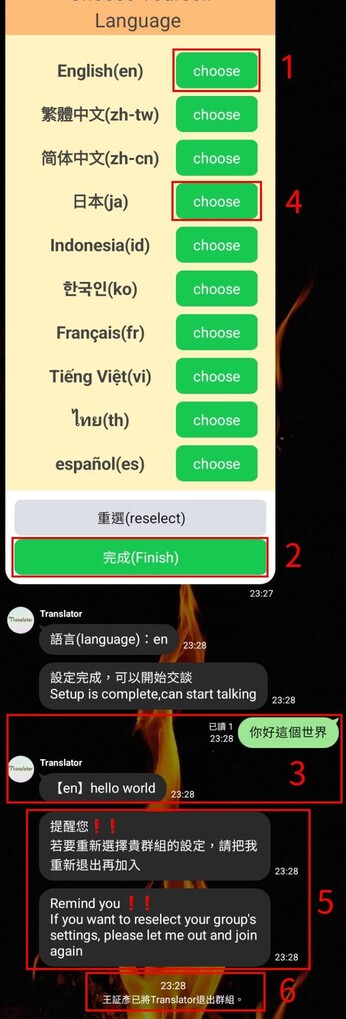 Choose Yourself
Language
English(en) choose 1
繁體中文(zh-tw) choose
简体中文(zh-cn) choose
日本(ja) choose 4
Indonesia(id) choose
한국인(ko) choose
Français(fr) choose
Tiếng Việt(vi) choose
ไทย(th) choose
español(es) choose
重選(reselect)
完成(Finish) 2
23:27
Translator
語言(language)：en 23:28
設定完成，可以開始交談
Setup is complete,can start talking 23:28
已讀 1
23:28 你好這個世界
3
Translator
【en】hello world 23:28
提醒您❗❗
若要重新選擇貴群組的設定，請把我
重新退出再加入 23:28
5
Remind you ❗❗
If you want to reselect your group's
settings, please let me out and join
again 23:28
23:28
王証彥已將Translator退出群組。
6